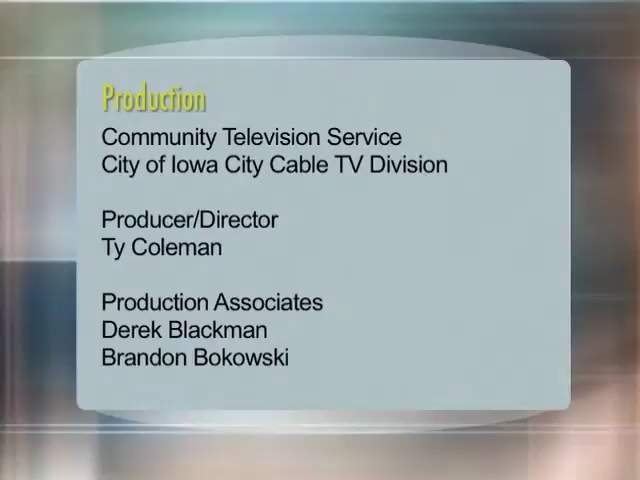 Production
Community Television Service
City of Iowa City Cable TV Division
Producer/Director
Ty Coleman
Production Associates
Derek Blackman
Brandon Bokowski